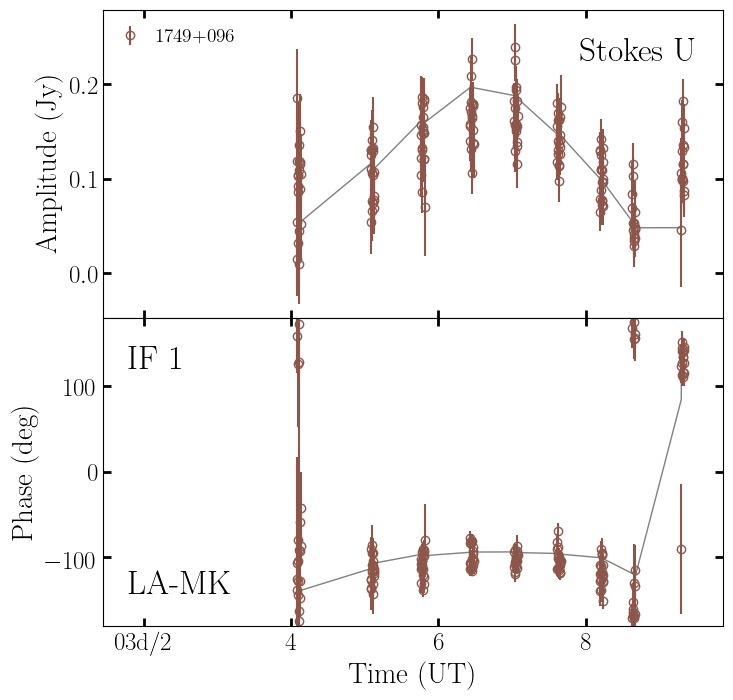 1749+096
Stokes U
Amplitude (Jy)
0.2
0.1
0.0
IF 1
LA-MK
Phase (deg)
100
0
−100
03d/2
4
6
8
Time (UT)